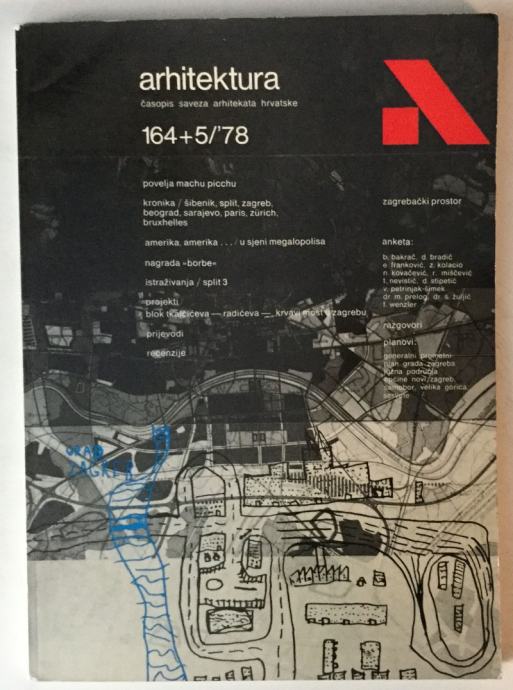 arhitektura
časopis saveza arhitekata hrvatske
164+5/'78
povelja machu picchu
kronika / šibenik, split, zagreb,
beograd, sarajevo, paris, zürich,
bruxhelles
amerika, amerika . . . / u sjeni megalopolisa
nagrada »borbe«
istraživanja / split 3
projekti
blok tkalčićeva — radićeva — krvavi most u zagrebu
prijevodi
recenzije
zagrebački prostor
anketa:
b. bakrač, d. bradić
e. franković, z. kolacio
n. kovačević, r. miščević
t. nevistić, d. stipetić
v. petrinjak-šimek
dr m. prelog, dr s. žuljić
f. wenzler
razgovori
planovi:
generalni prometni
plan grada zagreba
južna područja
općine novi zagreb,
samobor, velika gorica
sesvete
GRAD
ZAGREB